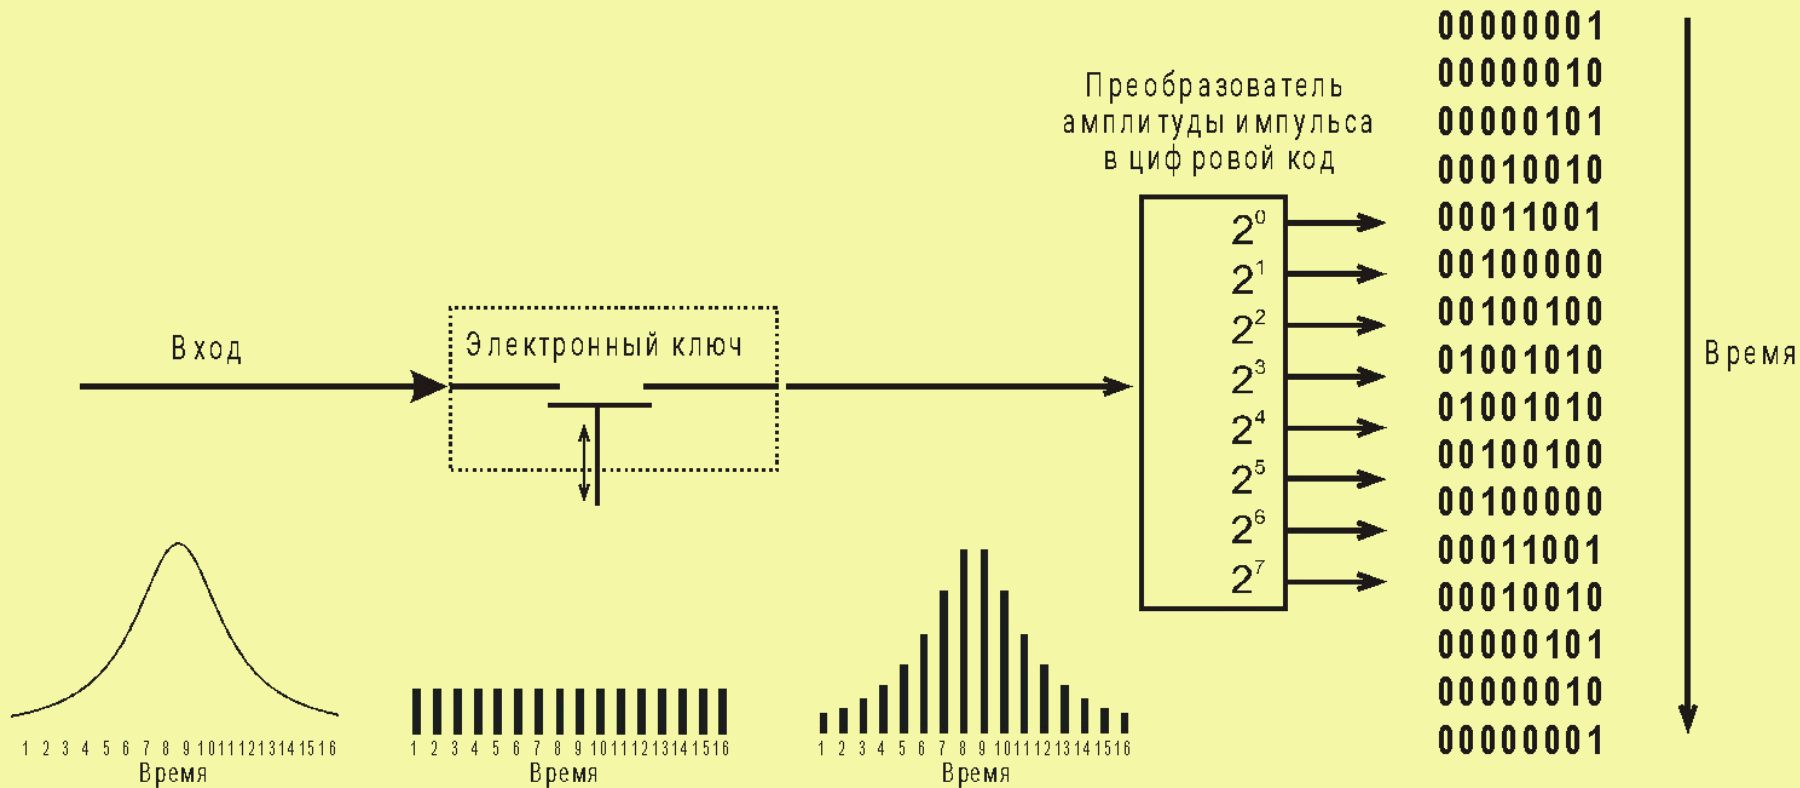 Преобразователь
амплитуды импульса
в цифровой код
Вход
Электронный ключ
2⁰
2¹
2²
2³
2⁴
2⁵
2⁶
2⁷
00000001
00000010
00000101
00010010
00011001
00100000
00100100
01001010
01001010
00100100
00100000
00011001
00010010
00000101
00000010
00000001
Время
1 2 3 4 5 6 7 8 9 10 11 12 13 14 15 16
Время
1 2 3 4 5 6 7 8 9 10 11 12 13 14 15 16
Время
1 2 3 4 5 6 7 8 9 10 11 12 13 14 15 16
Время